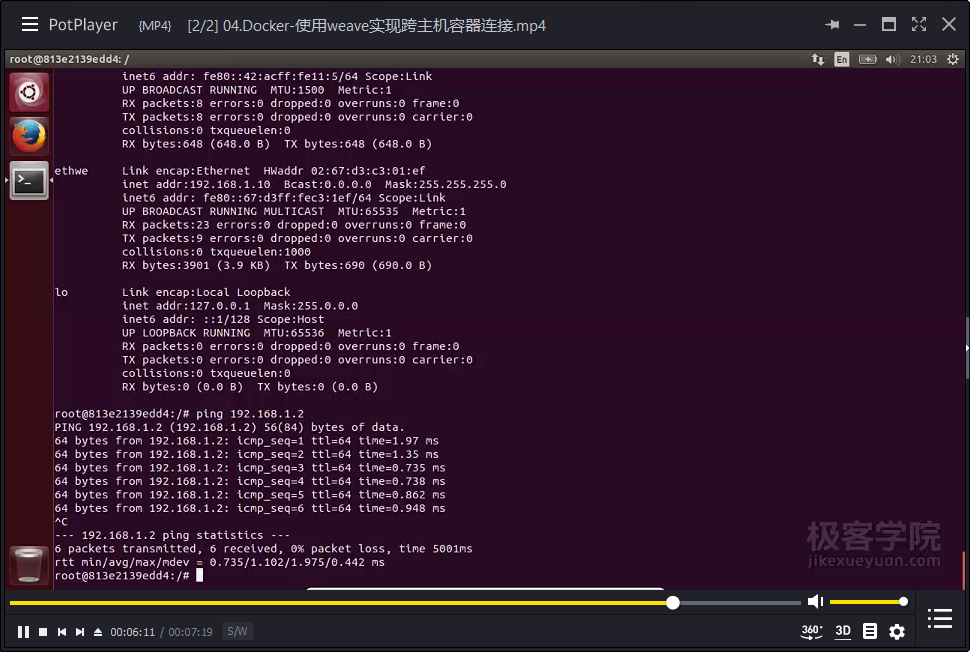 PotPlayer {MP4} [2/2] 04.Docker-使用weave实现跨主机容器连接.mp4
root@813e2139edd4: / En 21:03
inet6 addr: fe80::42:acff:fe11:5/64 Scope:Link
UP BROADCAST RUNNING  MTU:1500  Metric:1
RX packets:8 errors:0 dropped:0 overruns:0 frame:0
TX packets:8 errors:0 dropped:0 overruns:0 carrier:0
collisions:0 txqueuelen:0
RX bytes:648 (648.0 B)  TX bytes:648 (648.0 B)
ethwe     Link encap:Ethernet  HWaddr 02:67:d3:c3:01:ef
inet addr:192.168.1.10  Bcast:0.0.0.0  Mask:255.255.255.0
inet6 addr: fe80::67:d3ff:fec3:1ef/64 Scope:Link
UP BROADCAST RUNNING MULTICAST  MTU:65535  Metric:1
RX packets:23 errors:0 dropped:0 overruns:0 frame:0
TX packets:9 errors:0 dropped:0 overruns:0 carrier:0
collisions:0 txqueuelen:1000
RX bytes:3901 (3.9 KB)  TX bytes:690 (690.0 B)
lo        Link encap:Local Loopback
inet addr:127.0.0.1  Mask:255.0.0.0
inet6 addr: ::1/128 Scope:Host
UP LOOPBACK RUNNING  MTU:65536  Metric:1
RX packets:0 errors:0 dropped:0 overruns:0 frame:0
TX packets:0 errors:0 dropped:0 overruns:0 carrier:0
collisions:0 txqueuelen:0
RX bytes:0 (0.0 B)  TX bytes:0 (0.0 B)
root@813e2139edd4:/# ping 192.168.1.2
PING 192.168.1.2 (192.168.1.2) 56(84) bytes of data.
64 bytes from 192.168.1.2: icmp_seq=1 ttl=64 time=1.97 ms
64 bytes from 192.168.1.2: icmp_seq=2 ttl=64 time=1.35 ms
64 bytes from 192.168.1.2: icmp_seq=3 ttl=64 time=0.735 ms
64 bytes from 192.168.1.2: icmp_seq=4 ttl=64 time=0.738 ms
64 bytes from 192.168.1.2: icmp_seq=5 ttl=64 time=0.862 ms
64 bytes from 192.168.1.2: icmp_seq=6 ttl=64 time=0.948 ms
^C
--- 192.168.1.2 ping statistics ---
6 packets transmitted, 6 received, 0% packet loss, time 5001ms
rtt min/avg/max/mdev = 0.735/1.102/1.975/0.442 ms
root@813e2139edd4:/#
极客学院
jikexueyuan.com
00:06:11 / 00:07:19 S/W 360° 3D